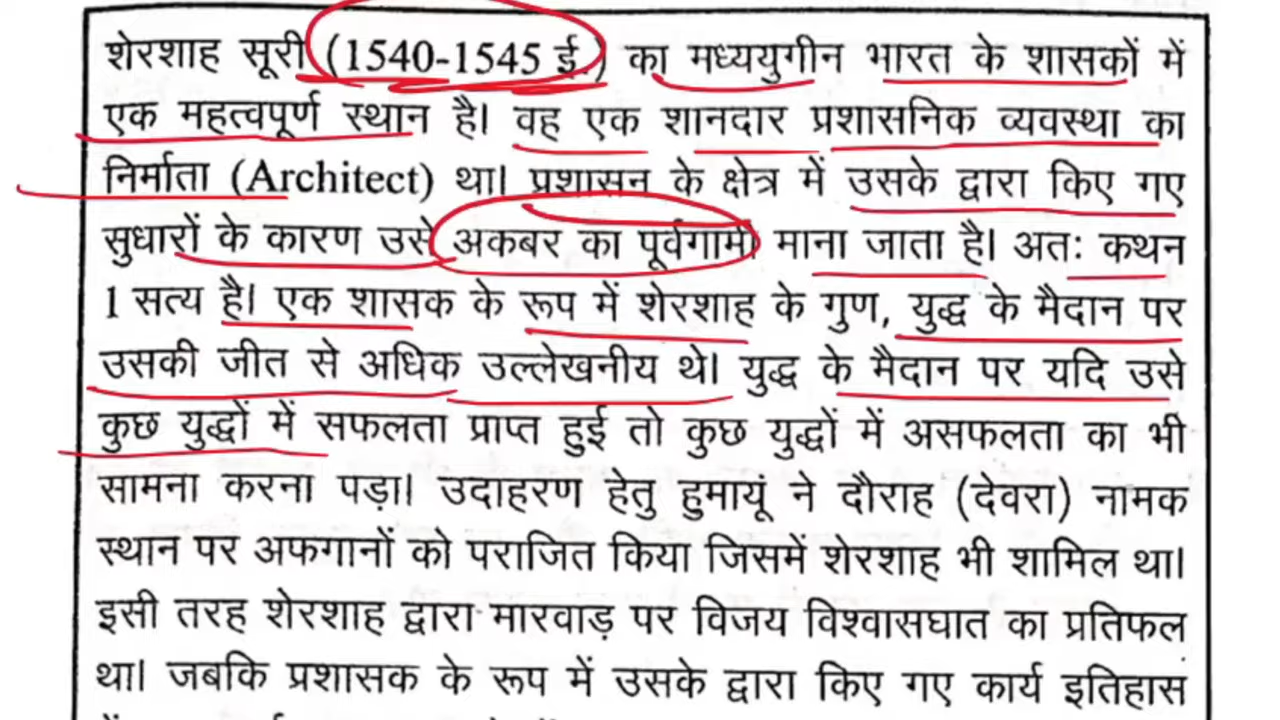 शेरशाह सूरी (1540-1545 ई.) का मध्ययुगीन भारत के शासकों में
एक महत्वपूर्ण स्थान है। वह एक शानदार प्रशासनिक व्यवस्था का
निर्माता (Architect) था। प्रशासन के क्षेत्र में उसके द्वारा किए गए
सुधारों के कारण उसे अकबर का पूर्वगामी माना जाता है। अतः कथन
1 सत्य है। एक शासक के रूप में शेरशाह के गुण, युद्ध के मैदान पर
उसकी जीत से अधिक उल्लेखनीय थे। युद्ध के मैदान पर यदि उसे
कुछ युद्धों में सफलता प्राप्त हुई तो कुछ युद्धों में असफलता का भी
सामना करना पड़ा। उदाहरण हेतु हुमायूं ने दौराह (देवरा) नामक
स्थान पर अफगानों को पराजित किया जिसमें शेरशाह भी शामिल था।
इसी तरह शेरशाह द्वारा मारवाड़ पर विजय विश्वासघात का प्रतिफल
था। जबकि प्रशासक के रूप में उसके द्वारा किए गए कार्य इतिहास